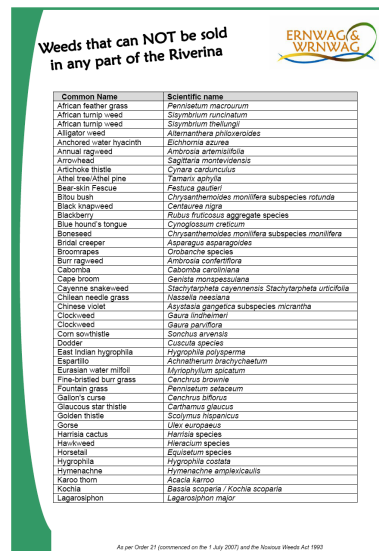 Weeds that can NOT be sold
in any part of the Riverina
ERNWAG &
WRNWAG
Common Name Scientific name
African feather grass Pennisetum macrourum
African turnip weed Sisymbrium runcinatum
African turnip weed Sisymbrium thellungii
Alligator weed Alternanthera philoxeroides
Anchored water hyacinth Eichhornia azurea
Annual ragweed Ambrosia artemisiifolia
Arrowhead Sagittaria montevidensis
Artichoke thistle Cynara cardunculus
Athel tree/Athel pine Tamarix aphylla
Bear-skin Fescue Festuca gautieri
Bitou bush Chrysanthemoides monilifera subspecies rotunda
Black knapweed Centaurea nigra
Blackberry Rubus fruticosus aggregate species
Blue hound's tongue Cynoglossum creticum
Boneseed Chrysanthemoides monilifera subspecies monilifera
Bridal creeper Asparagus asparagoides
Broomrapes Orobanche species
Burr ragweed Ambrosia confertiflora
Cabomba Cabomba caroliniana
Cape broom Genista monspessulana
Cayenne snakeweed Stachytarpheta cayennensis Stachytarpheta urticifolia
Chilean needle grass Nassella neesiana
Chinese violet Asystasia gangetica subspecies micrantha
Clockweed Gaura lindheimeri
Clockweed Gaura parviflora
Corn sowthistle Sonchus arvensis
Dodder Cuscuta species
East Indian hygrophila Hygrophila polysperma
Espartillo Achnatherum brachychaetum
Eurasian water milfoil Myriophyllum spicatum
Fine-bristled burr grass Cenchrus brownie
Fountain grass Pennisetum setaceum
Gallon's curse Cenchrus biflorus
Glaucous star thistle Carthamus glaucus
Golden thistle Scolymus hispanicus
Gorse Ulex europaeus
Harrisia cactus Harrisia species
Hawkweed Hieracium species
Horsetail Equisetum species
Hygrophila Hygrophila costata
Hymenachne Hymenachne amplexicaulis
Karoo thorn Acacia karroo
Kochia Bassia scoparia / Kochia scoparia
Lagarosiphon Lagarosiphon major
As per Order 21 (commenced on the 1 July 2007) and the Noxious Weeds Act 1993